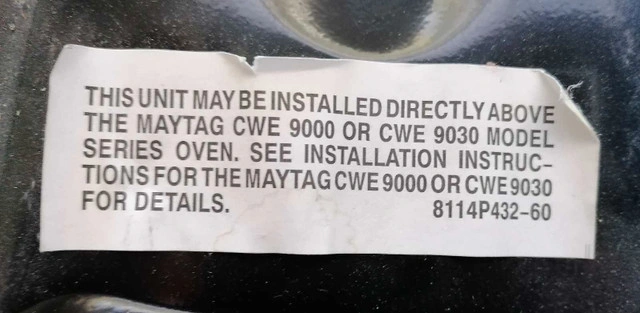 THIS UNIT MAY BE INSTALLED DIRECTLY ABOVE
THE MAYTAG CWE 9000 OR CWE 9030 MODEL
SERIES OVEN. SEE INSTALLATION INSTRUC-
TIONS FOR THE MAYTAG CWE 9000 OR CWE 9030
FOR DETAILS. 8114P432-60